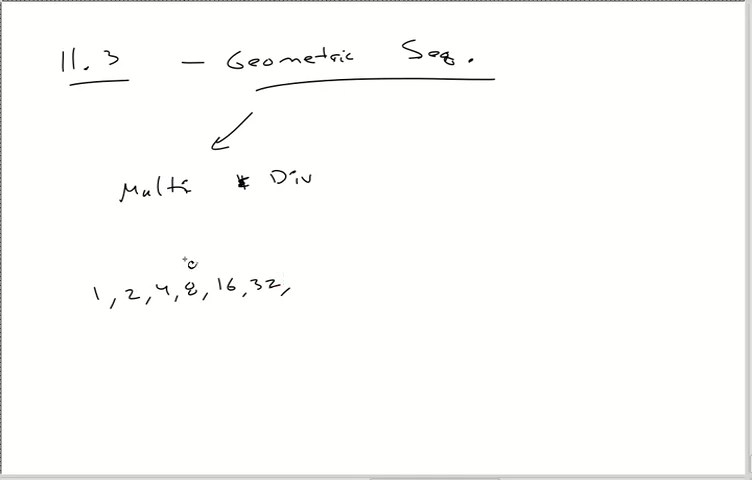 11.3 — Geometric Seq.
Multi & Div
1, 2, 4, 8, 16, 32,